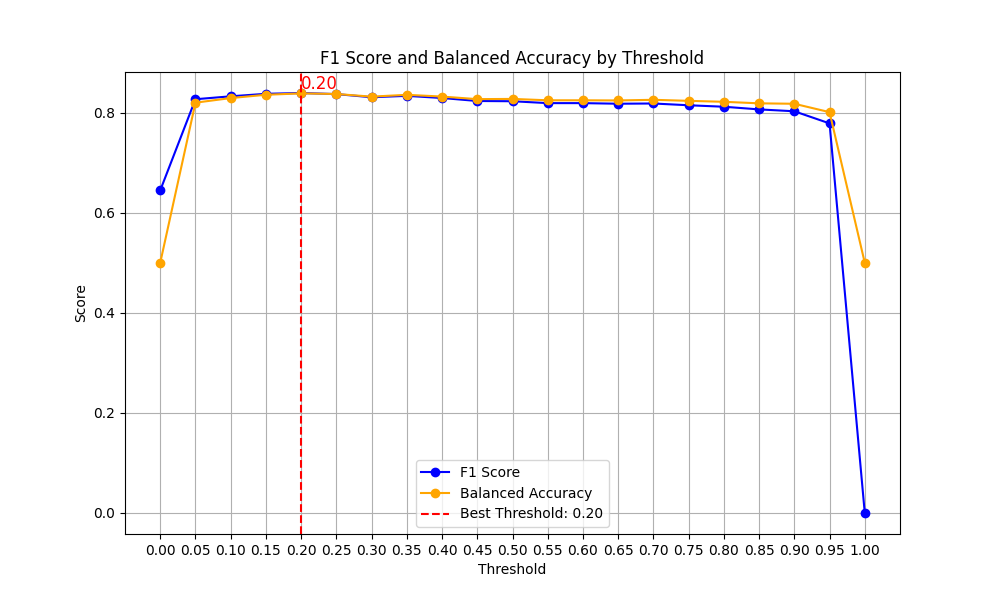 F1 Score and Balanced Accuracy by Threshold
0.20
0.8
0.6
0.4
0.2
0.0
Score
F1 Score
Balanced Accuracy
Best Threshold: 0.20
0.00 0.05 0.10 0.15 0.20 0.25 0.30 0.35 0.40 0.45 0.50 0.55 0.60 0.65 0.70 0.75 0.80 0.85 0.90 0.95 1.00
Threshold